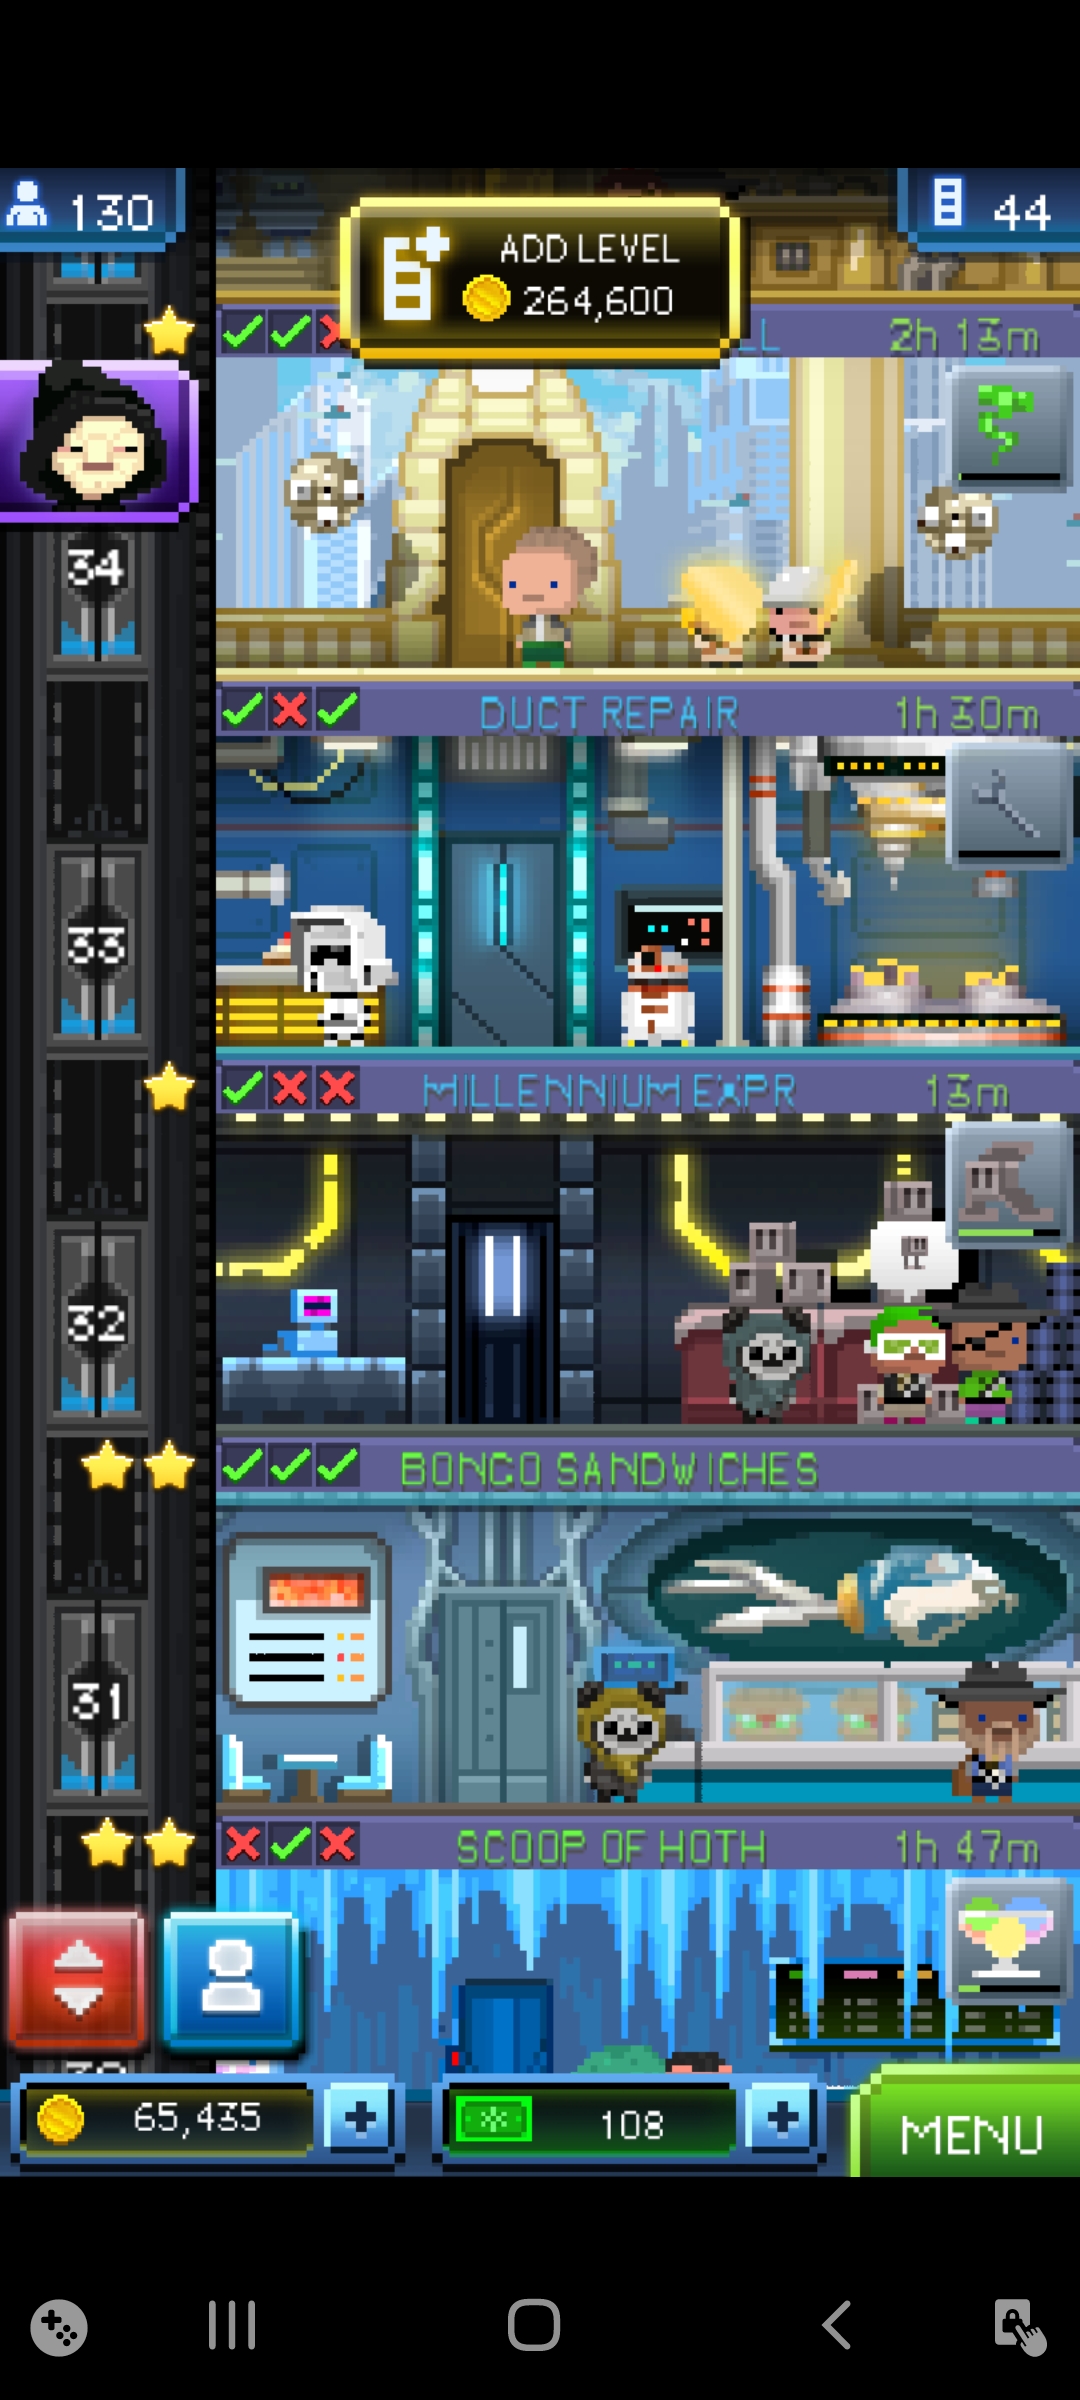 130
44
ADD LEVEL
264,600
LL
2h 13m
34
DUCT REPAIR
1h 30m
33
MILLENNIUM EXPR
13m
32
BONGO SANDWICHES
31
SCOOP OF HOTH
1h 47m
65,435
108
MENU